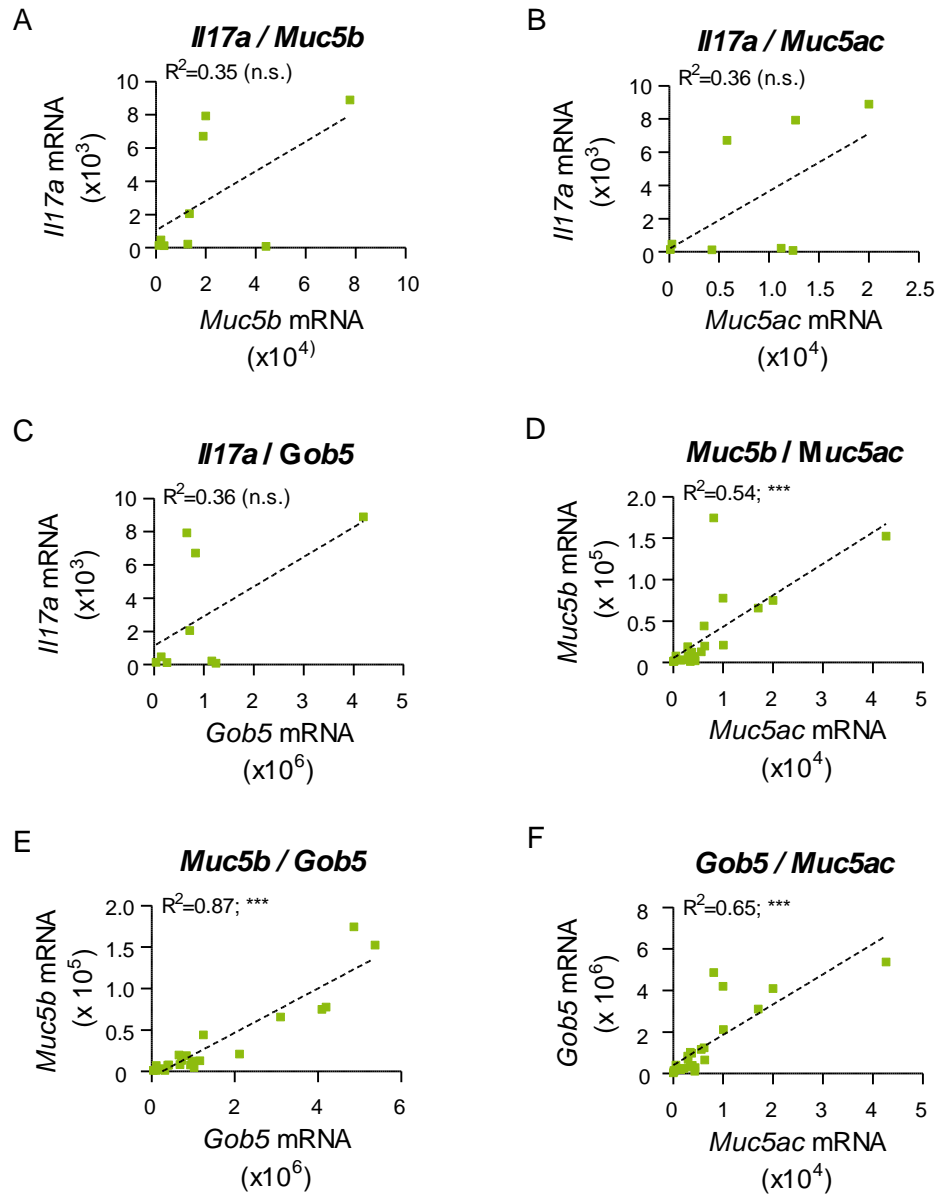 A
Il17a / Muc5b
R²=0.35 (n.s.)
Il17a mRNA
(x10³)
10
8
6
4
2
0
0 2 4 6 8 10
Muc5b mRNA
(x10⁴)
B
Il17a / Muc5ac
R²=0.36 (n.s.)
Il17a mRNA
(x10³)
10
8
6
4
2
0
0 0.5 1.0 1.5 2 2.5
Muc5ac mRNA
(x10⁴)
C
Il17a / Gob5
R²=0.36 (n.s.)
Il17a mRNA
(x10³)
10
8
6
4
2
0
0 1 2 3 4 5
Gob5 mRNA
(x10⁶)
D
Muc5b / Muc5ac
R²=0.54; ***
Muc5b mRNA
(x 10⁵)
2.0
1.5
1.0
0.5
0
0 1 2 3 4 5
Muc5ac mRNA
(x10⁴)
E
Muc5b / Gob5
R²=0.87; ***
Muc5b mRNA
(x 10⁵)
2.0
1.5
1.0
0.5
0
0 2 4 6
Gob5 mRNA
(x10⁶)
F
Gob5 / Muc5ac
R²=0.65; ***
Gob5 mRNA
(x 10⁶)
8
6
4
2
0
0 1 2 3 4 5
Muc5ac mRNA
(x10⁴)